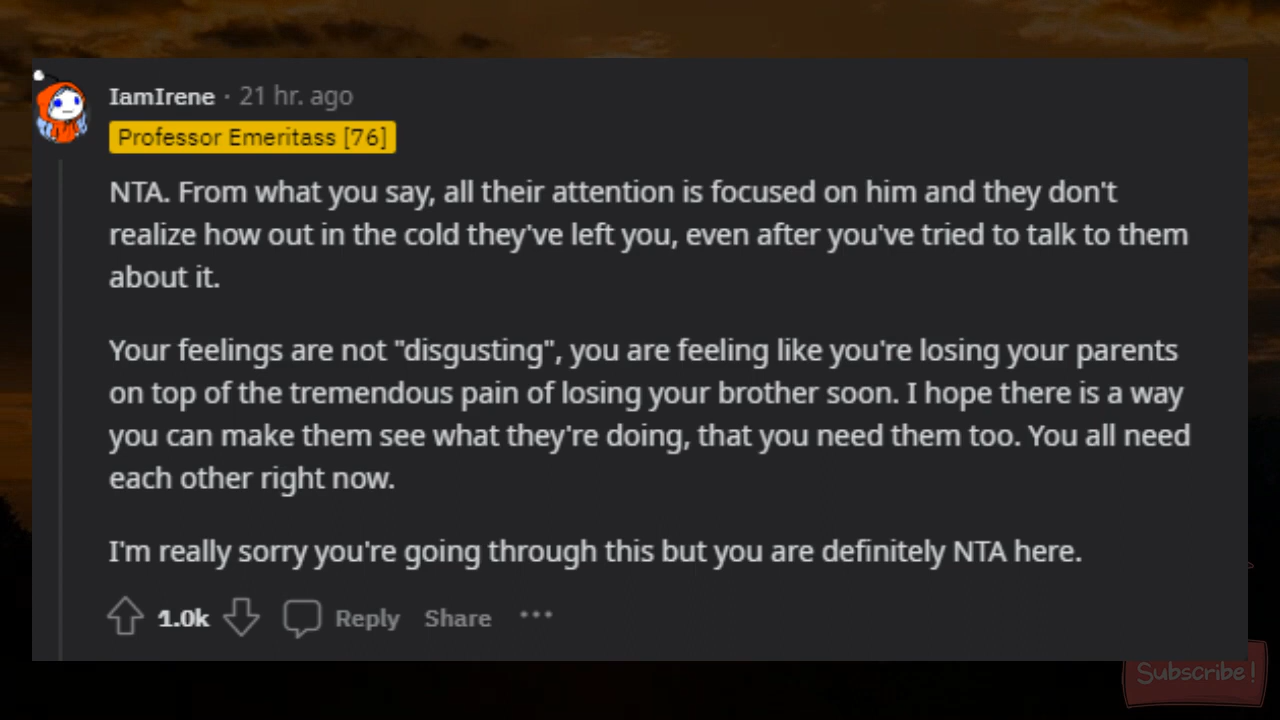 IamIrene · 21 hr. ago
Professor Emeritass [76]
NTA. From what you say, all their attention is focused on him and they don't
realize how out in the cold they've left you, even after you've tried to talk to them
about it.
Your feelings are not "disgusting", you are feeling like you're losing your parents
on top of the tremendous pain of losing your brother soon. I hope there is a way
you can make them see what they're doing, that you need them too. You all need
each other right now.
I'm really sorry you're going through this but you are definitely NTA here.
1.0k Reply Share ···
Subscribe!